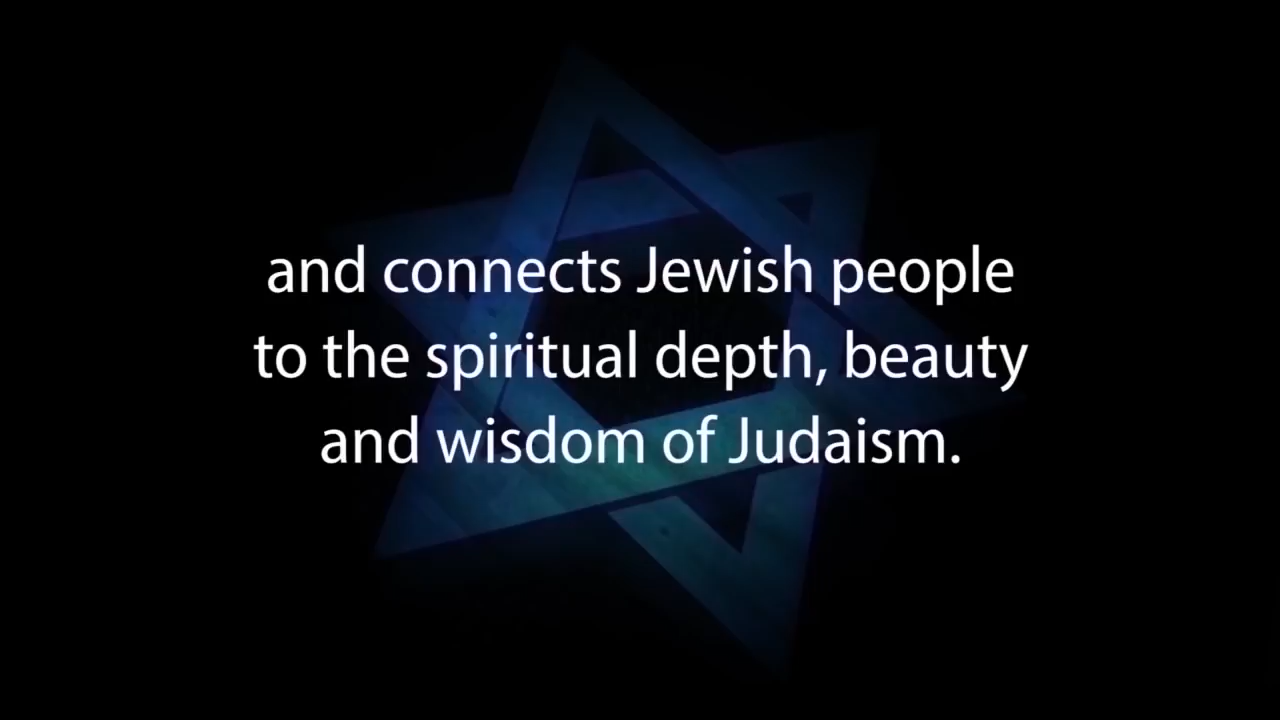 and connects Jewish people
to the spiritual depth, beauty
and wisdom of Judaism.